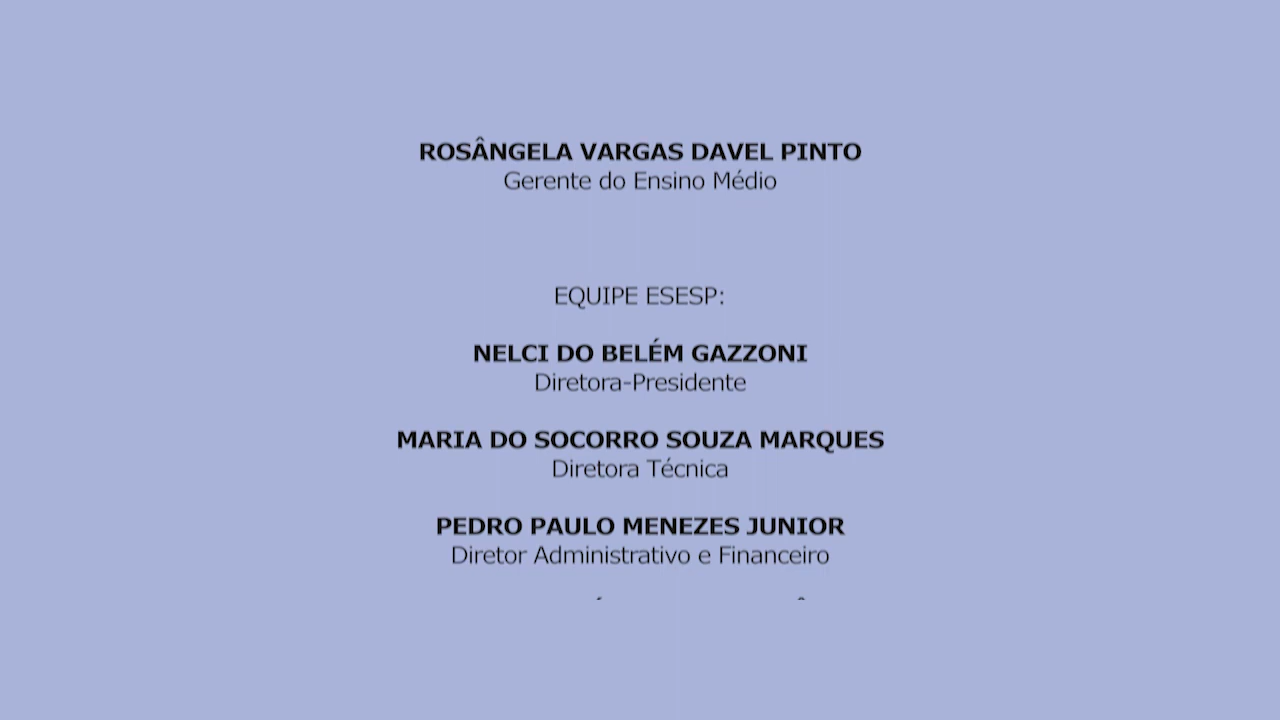 ROSÂNGELA VARGAS DAVEL PINTO
Gerente do Ensino Médio
EQUIPE ESESP:
NELCI DO BELÉM GAZZONI
Diretora-Presidente
MARIA DO SOCORRO SOUZA MARQUES
Diretora Técnica
PEDRO PAULO MENEZES JUNIOR
Diretor Administrativo e Financeiro